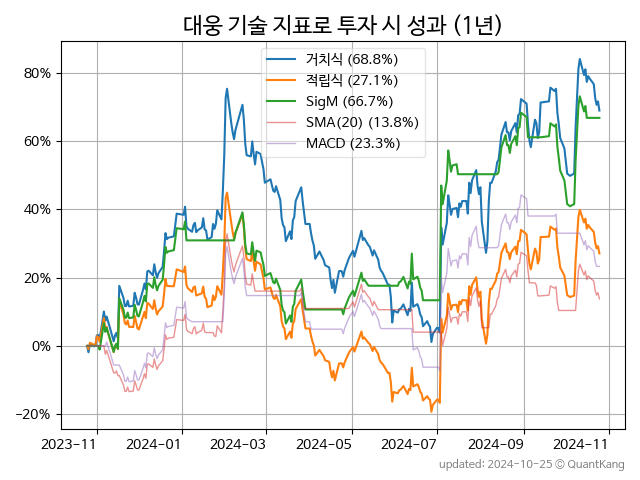 대웅 기술 지표로 투자 시 성과 (1년)
거치식 (68.8%)
적립식 (27.1%)
SigM (66.7%)
SMA(20) (13.8%)
MACD (23.3%)
80%
60%
40%
20%
0%
−20%
2023-11 2024-01 2024-03 2024-05 2024-07 2024-09 2024-11
updated: 2024-10-25 © QuantKang